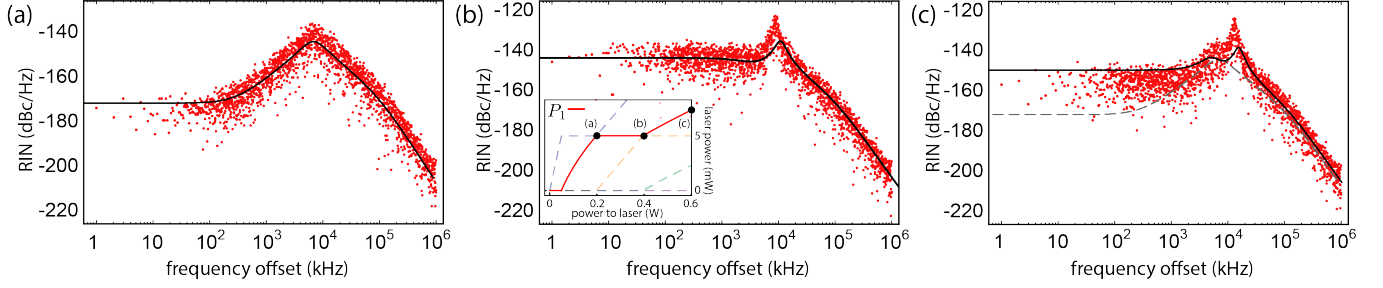 (a)
RIN (dBc/Hz)
-140
-160
-180
-200
-220
1 10 10² 10³ 10⁴ 10⁵ 10⁶
frequency offset (kHz)
(b)
RIN (dBc/Hz)
-120
-140
-160
-180
-200
-220
1 10 10² 10³ 10⁴ 10⁵ 10⁶
frequency offset (kHz)
P₁
(a) (b) (c)
5
0
0 0.2 0.4 0.6
power to laser (W)
laser power (mW)
(c)
RIN (dBc/Hz)
-120
-140
-160
-180
-200
-220
1 10 10² 10³ 10⁴ 10⁵ 10⁶
frequency offset (kHz)